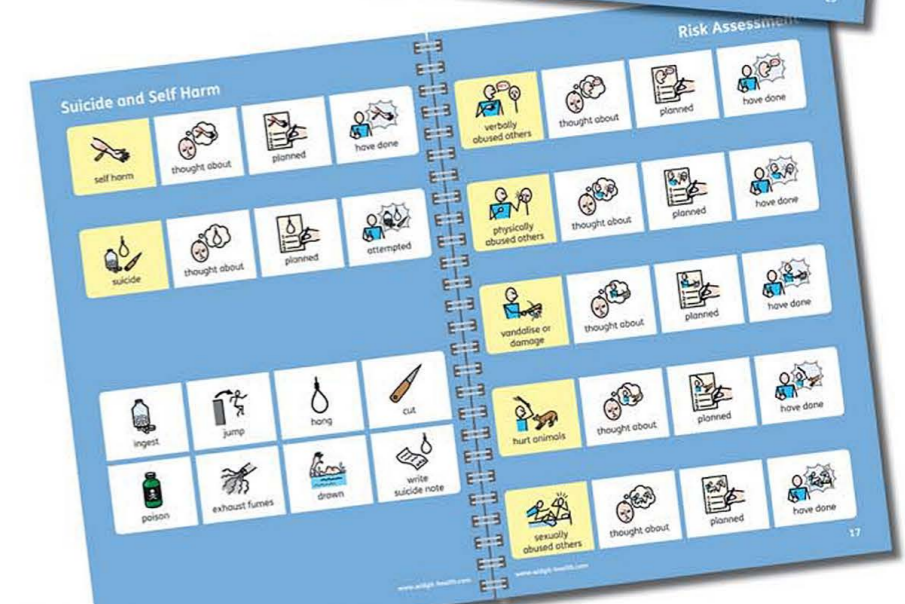 Suicide and Self Harm
self harm
thought about
planned
have done
suicide
thought about
planned
attempted
ingest
jump
hang
cut
poison
exhaust fumes
drown
write
suicide note
www.widgit-health.com
Risk Assessment
verbally
abused others
thought about
planned
have done
physically
abused others
thought about
planned
have done
vandalise or
damage
thought about
planned
have done
hurt animals
thought about
planned
have done
sexually
abused others
thought about
planned
have done
17
www.widgit-health.com